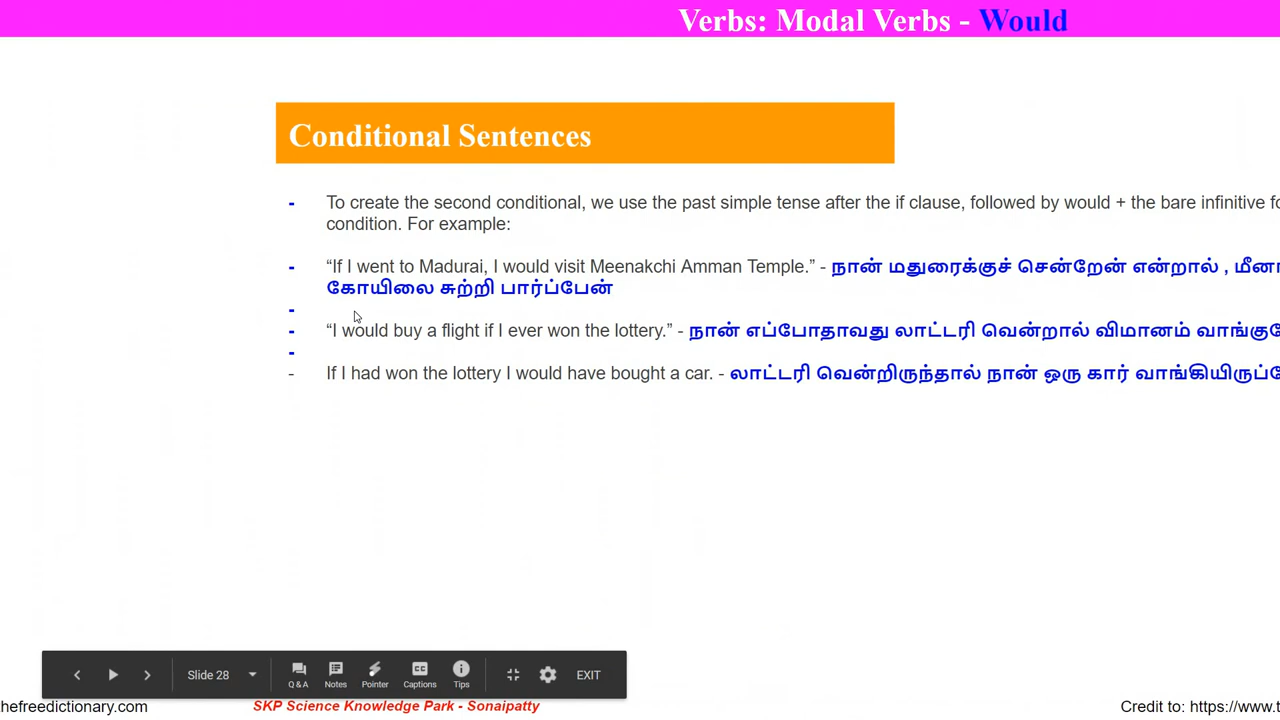 Verbs: Modal Verbs - Would
Conditional Sentences
- To create the second conditional, we use the past simple tense after the if clause, followed by would + the bare infinitive
condition. For example:
- “If I went to Madurai, I would visit Meenakchi Amman Temple.” - நான் மதுரைக்குச் சென்றேன் என்றால் ,
கோயிலை சுற்றி பார்ப்பேன்
-
- “I would buy a flight if I ever won the lottery.” - நான் எப்போதாவது லாட்டரி வென்றால் விமானம்
-
- If I had won the lottery I would have bought a car. - லாட்டரி வென்றிருந்தால் நான் ஒரு கார்
Slide 28
Q & A Notes Pointer Captions Tips EXIT
hefreedictionary.com SKP Science Knowledge Park - Sonaipatty Credit to: https://www.t